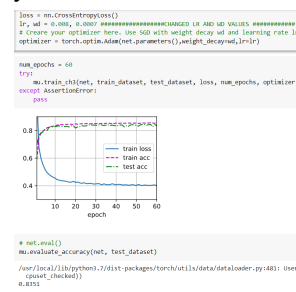 loss = nn.CrossEntropyLoss()
lr, wd = 0.008, 0.0007 ##################CHANGED LR AND WD VALUES ############
# Create your optimizer here. Use SGD with weight decay wd and learning rate
optimizer = torch.optim.Adam(net.parameters(),weight_decay=wd,lr=lr)
num_epochs = 60
try:
mu.train_ch3(net, train_dataset, test_dataset, loss, num_epochs, optimizer
except AssertionError:
pass
0.8
0.6
0.4
train loss
train acc
test acc
10 20 30 40 50 60
epoch
# net.eval()
mu.evaluate_accuracy(net, test_dataset)
/usr/local/lib/python3.7/dist-packages/torch/utils/data/dataloader.py:481: User
cpuset_checked))
0.8351